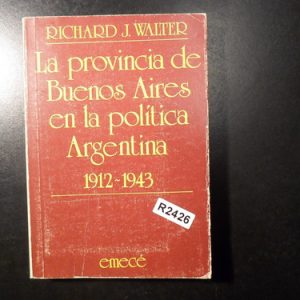 RICHARD J. WALTER
La provincia de
Buenos Aires
en la política
Argentina
1912-1943
R2426
emecé